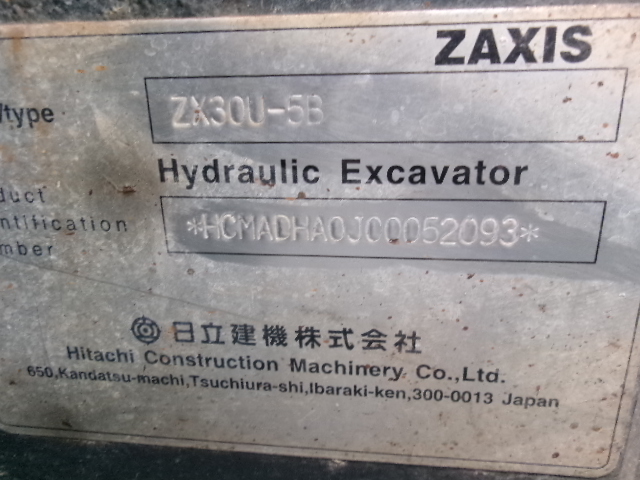 ZAXIS
/type
ZX30U-5B
Hydraulic Excavator
duct
ntification
mber
*HCMADHA0J00052093*
日立建機株式会社
Hitachi Construction Machinery Co.,Ltd.
650,Kandatsu-machi,Tsuchiura-shi,Ibaraki-ken,300-0013 Japan